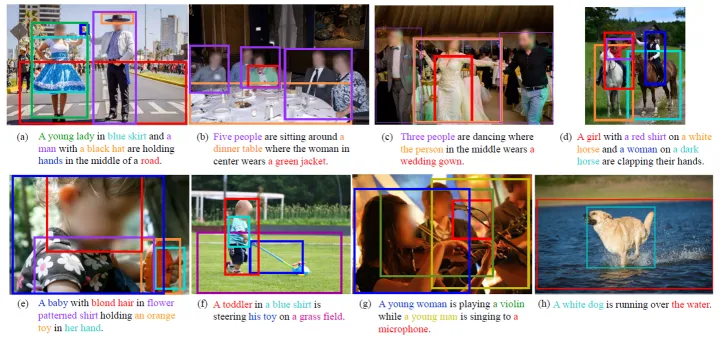 (a) A young lady in blue skirt and a
man with a black hat are holding
hands in the middle of a road.
(b) Five people are sitting around a
dinner table where the woman in
center wears a green jacket.
(c) Three people are dancing where
the person in the middle wears a
wedding gown.
(d) A girl with a red shirt on a white
horse and a woman on a dark
horse are clapping their hands.
(e) A baby with blond hair in flower
patterned shirt holding an orange
toy in her hand.
(f) A toddler in a blue shirt is
steering his toy on a grass field.
(g) A young woman is playing a violin
while a young man is singing to a
microphone.
(h) A white dog is running over the water.